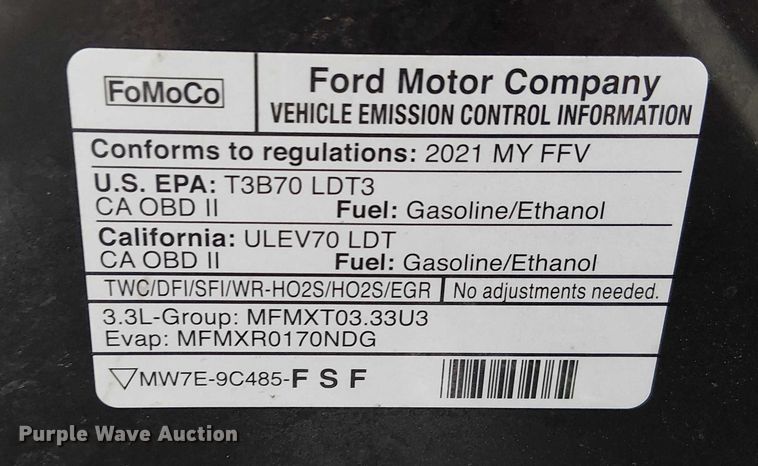 FoMoCo
Ford Motor Company
VEHICLE EMISSION CONTROL INFORMATION
Conforms to regulations: 2021 MY FFV
U.S. EPA: T3B70 LDT3
CA OBD II Fuel: Gasoline/Ethanol
California: ULEV70 LDT
CA OBD II Fuel: Gasoline/Ethanol
TWC/DFI/SFI/WR-HO2S/HO2S/EGR No adjustments needed.
3.3L-Group: MFMXT03.33U3
Evap: MFMXR0170NDG
▽MW7E-9C485-F S F
Purple Wave Auction